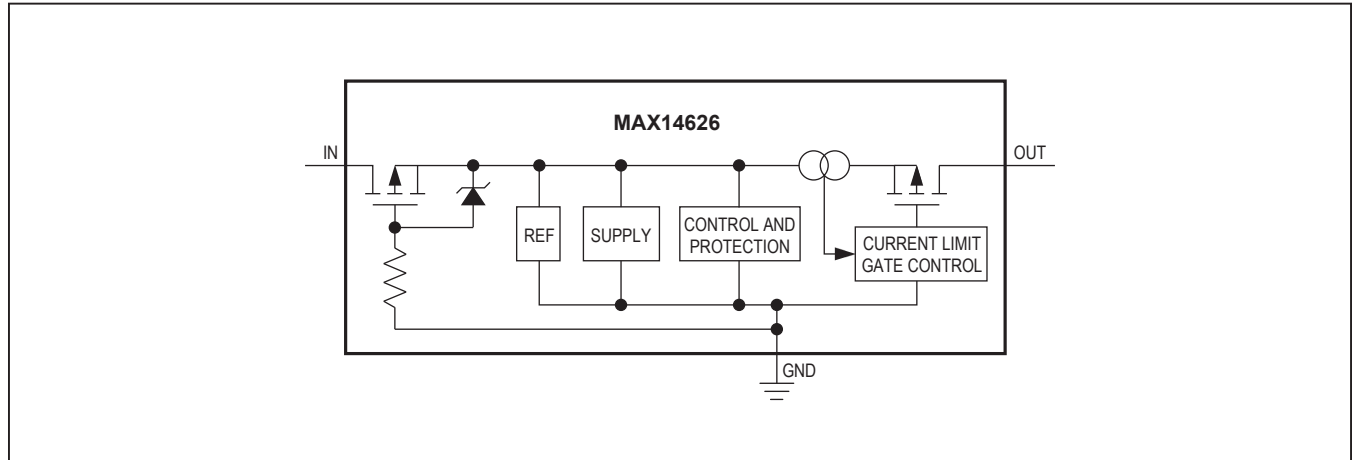 MAX14626
IN
OUT
REF
SUPPLY
CONTROL AND
PROTECTION
CURRENT LIMIT
GATE CONTROL
GND